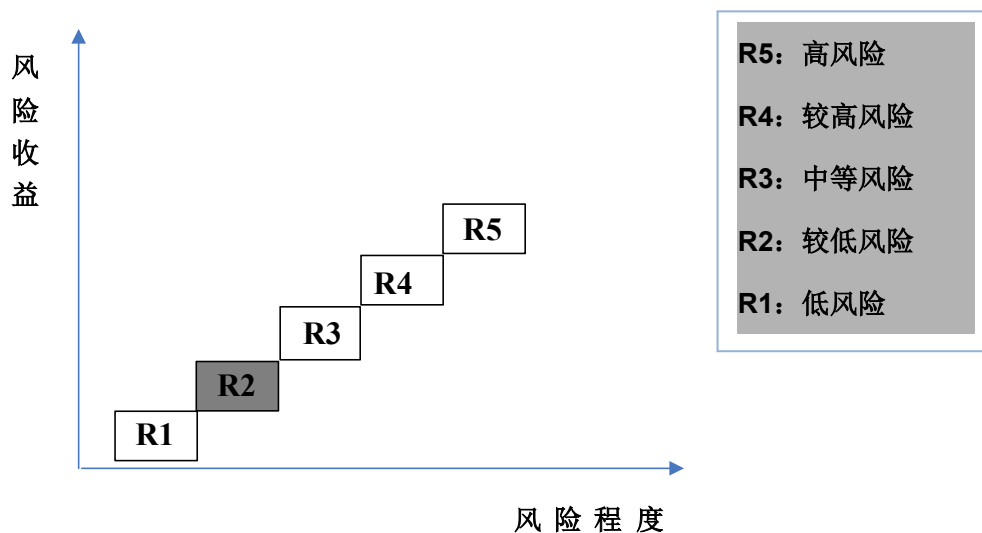 风险收益
R5
R4
R3
R2
R1
风险程度
R5：高风险
R4：较高风险
R3：中等风险
R2：较低风险
R1：低风险